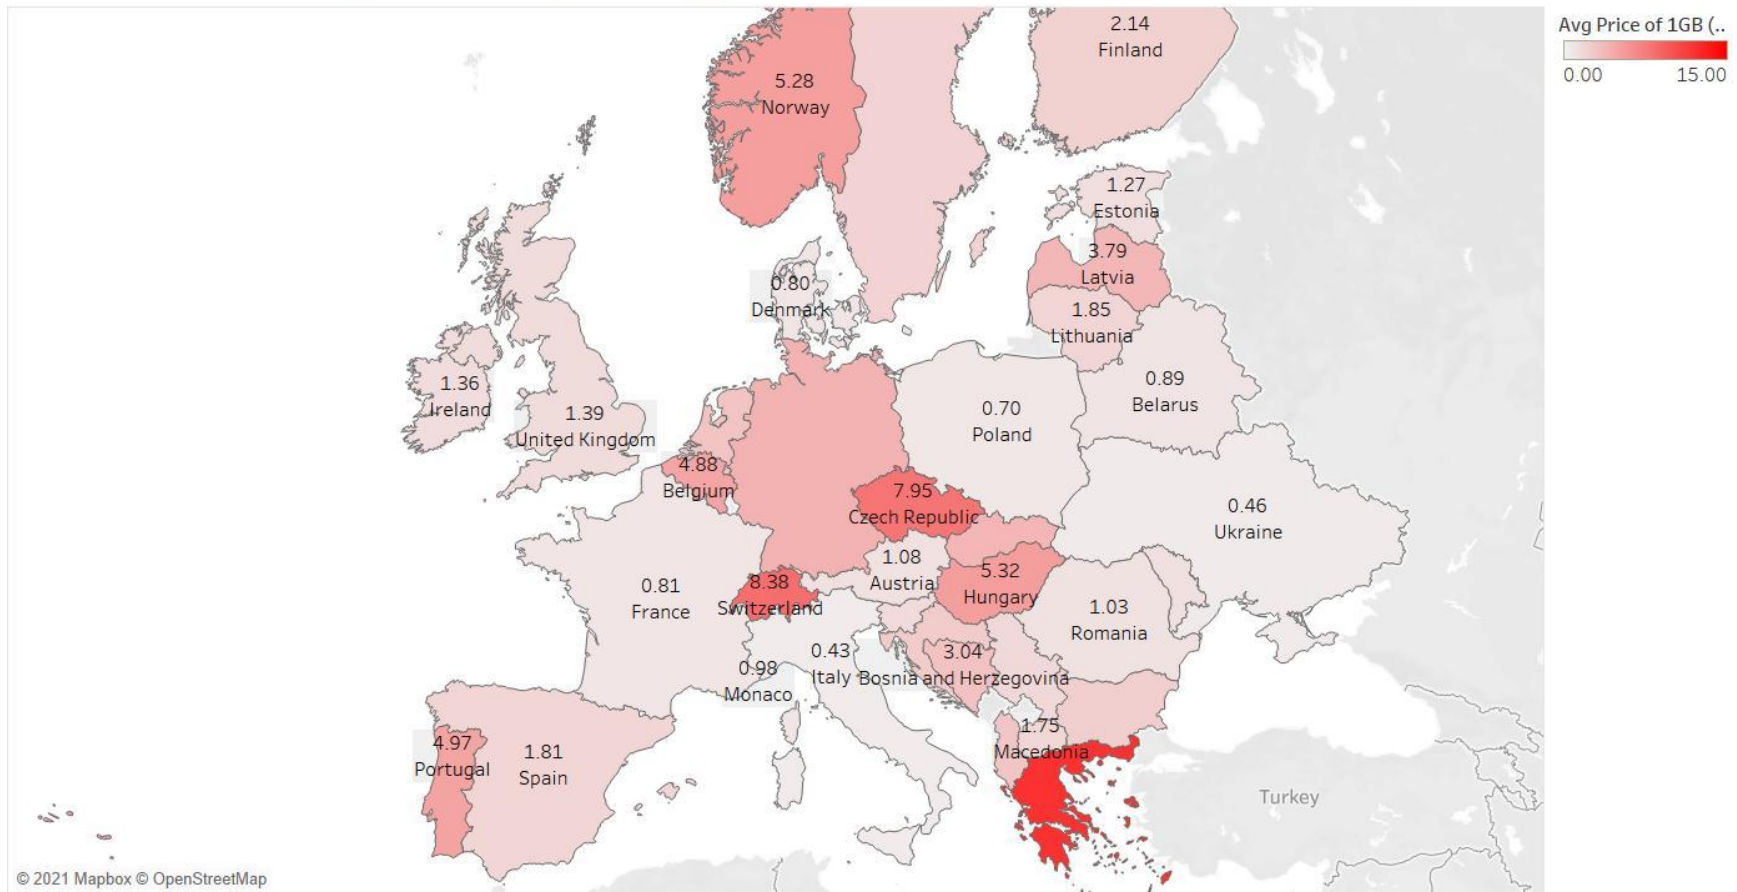 Avg Price of 1GB (..
0.00 15.00
2.14
Finland
5.28
Norway
1.27
Estonia
3.79
Latvia
1.85
Lithuania
0.80
Denmark
0.89
Belarus
1.36
Ireland
1.39
United Kingdom
0.70
Poland
4.88
Belgium
7.95
Czech Republic
0.46
Ukraine
1.08
Austria
5.32
Hungary
0.81
France
8.38
Switzerland
1.03
Romania
0.43
Italy
3.04
Bosnia and Herzegovina
0.98
Monaco
1.75
Macedonia
4.97
Portugal
1.81
Spain
Turkey
© 2021 Mapbox © OpenStreetMap